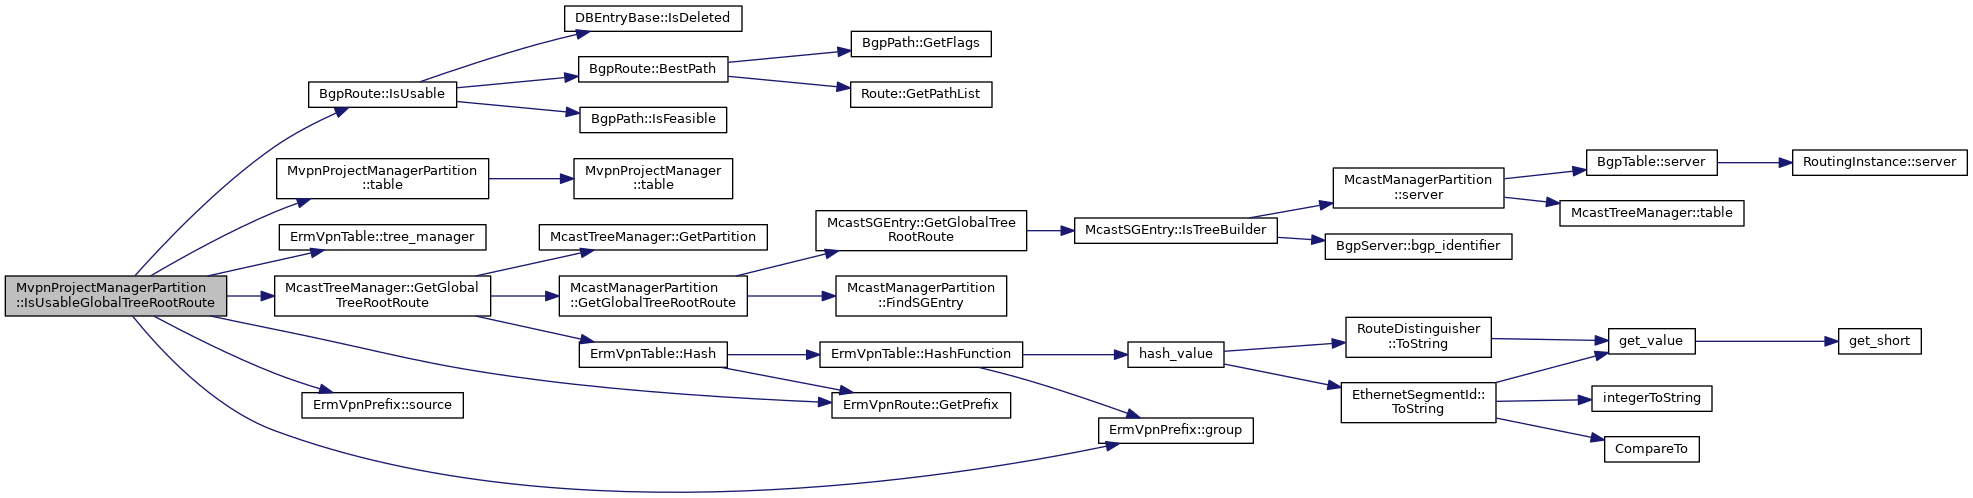 DBEntryBase::IsDeleted
BgpPath::GetFlags
BgpRoute::BestPath
BgpRoute::IsUsable
Route::GetPathList
BgpPath::IsFeasible
MvpnProjectManagerPartition
::table
MvpnProjectManager
::table
BgpTable::server
RoutingInstance::server
McastManagerPartition
::server
McastTreeManager::table
McastSGEntry::GetGlobalTree
RootRoute
McastSGEntry::IsTreeBuilder
BgpServer::bgp_identifier
ErmVpnTable::tree_manager
McastTreeManager::GetPartition
MvpnProjectManagerPartition
::IsUsableGlobalTreeRootRoute
McastTreeManager::GetGlobal
TreeRootRoute
McastManagerPartition
::GetGlobalTreeRootRoute
McastManagerPartition
::FindSGEntry
RouteDistinguisher
::ToString
get_value
get_short
ErmVpnTable::Hash
ErmVpnTable::HashFunction
hash_value
EthernetSegmentId::
ToString
integerToString
ErmVpnPrefix::source
ErmVpnRoute::GetPrefix
ErmVpnPrefix::group
CompareTo